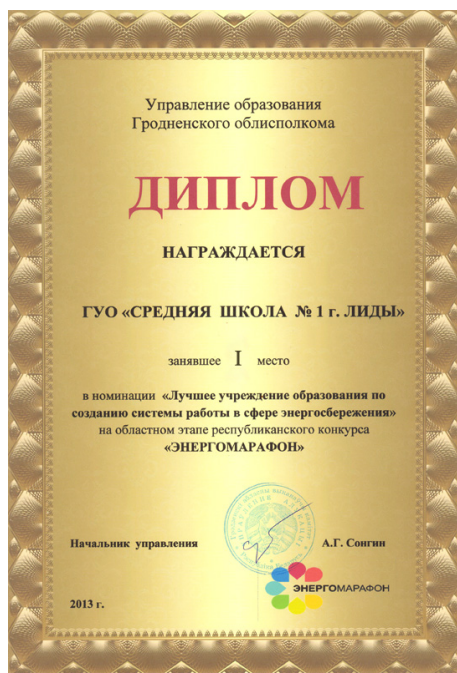 Управление образования
Гродненского облисполкома
ДИПЛОМ
НАГРАЖДАЕТСЯ
ГУО «СРЕДНЯЯ ШКОЛА № 1 г. ЛИДЫ»
занявшее I место
в номинации «Лучшее учреждение образования по
созданию системы работы в сфере энергосбережения»
на областном этапе республиканского конкурса
«ЭНЕРГОМАРАФОН»
Начальник управления А.Г. Сонгин
ЭНЕРГОМАРАФОН
2013 г.